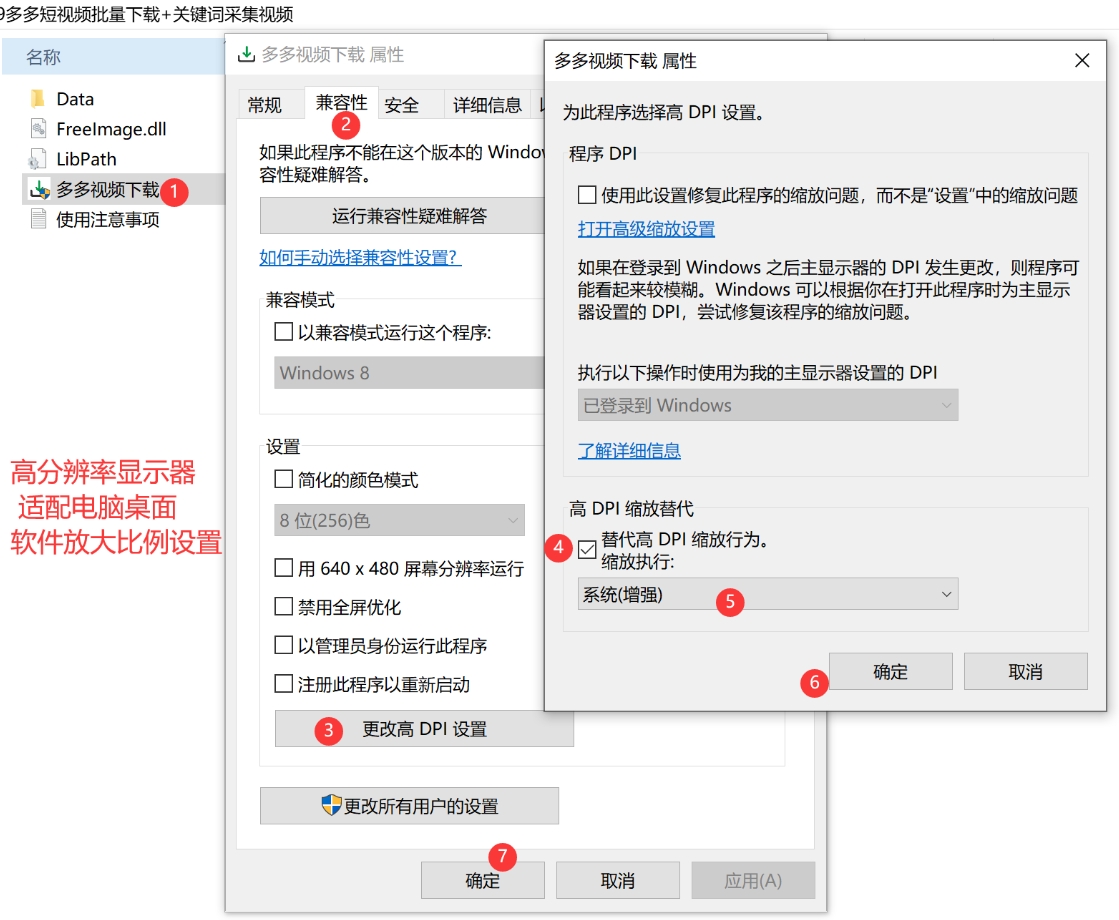 9多多短视频批量下载+关键词采集视频
名称
Data
FreeImage.dll
LibPath
多多视频下载 1
使用注意事项
高分辨率显示器
适配电脑桌面
软件放大比例设置
多多视频下载 属性
常规 兼容性 安全 详细信息
2
如果此程序不能在这个版本的 Window
容性疑难解答。
运行兼容性疑难解答
如何手动选择兼容性设置?
兼容模式
以兼容模式运行这个程序:
Windows 8
设置
简化的颜色模式
8 位(256)色
用 640 x 480 屏幕分辨率运行
禁用全屏优化
以管理员身份运行此程序
注册此程序以重新启动
3 更改高 DPI 设置
更改所有用户的设置
7
确定 取消 应用(A)
多多视频下载 属性
为此程序选择高 DPI 设置。
程序 DPI
使用此设置修复此程序的缩放问题，而不是“设置”中的缩放问题
打开高级缩放设置
如果在登录到 Windows 之后主显示器的 DPI 发生更改，则程序可
能看起来较模糊。Windows 可以根据你在打开此程序时为主显示
器设置的 DPI，尝试修复该程序的缩放问题。
执行以下操作时使用为我的主显示器设置的 DPI
已登录到 Windows
了解详细信息
高 DPI 缩放替代
4 替代高 DPI 缩放行为。
缩放执行:
系统(增强) 5
6 确定 取消